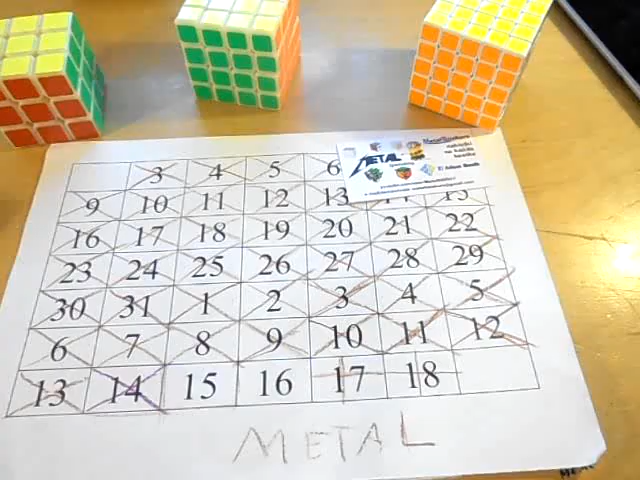 3 4 5 6
METAL
9 10 11 12 13
16 17 18 19 20 21 22
23 24 25 26 27 28 29
30 31 1 2 3 4 5
6 7 8 9 10 11 12
13 14 15 16 17 18
METAL